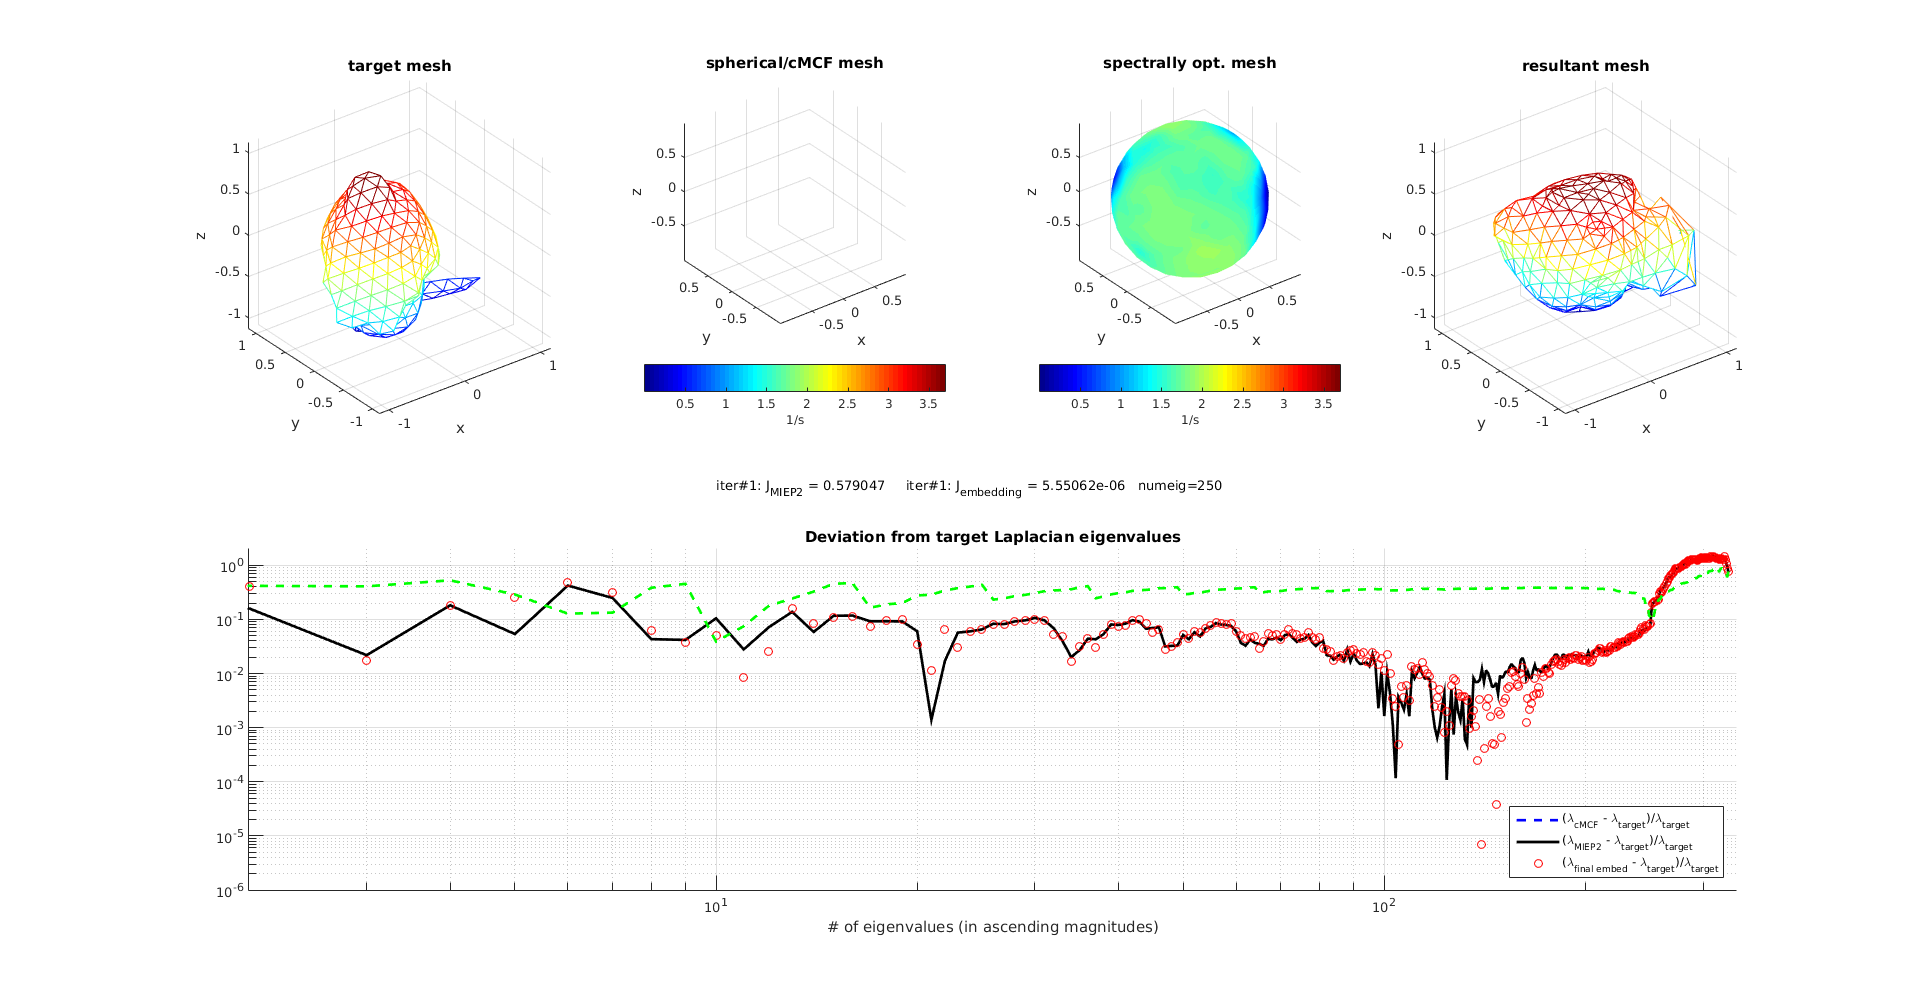 target mesh
spherical/cMCF mesh
spectrally opt. mesh
resultant mesh
1
0.5
0
-0.5
-1
z
1
0.5
0
-0.5
-1
y
-1
0
1
x
0.5
0
-0.5
z
0.5
0
-0.5
y
-0.5
0
0.5
x
0.5
1
1.5
2
2.5
3
3.5
1/s
0.5
0
-0.5
z
0.5
0
-0.5
y
-0.5
0
0.5
x
0.5
1
1.5
2
2.5
3
3.5
1/s
1
0.5
0
-0.5
-1
z
1
0.5
0
-0.5
-1
y
-1
0
1
x
iter#1: J_MIEP2 = 0.579047 iter#1: J_embedding = 5.55062e-06 numeig=250
Deviation from target Laplacian eigenvalues
10^0
10^-1
10^-2
10^-3
10^-4
10^-5
10^-6
10^1
10^2
# of eigenvalues (in ascending magnitudes)
(λ_cMCF - λ_target)/λ_target
(λ_MIEP2 - λ_target)/λ_target
(λ_final embed - λ_target)/λ_target